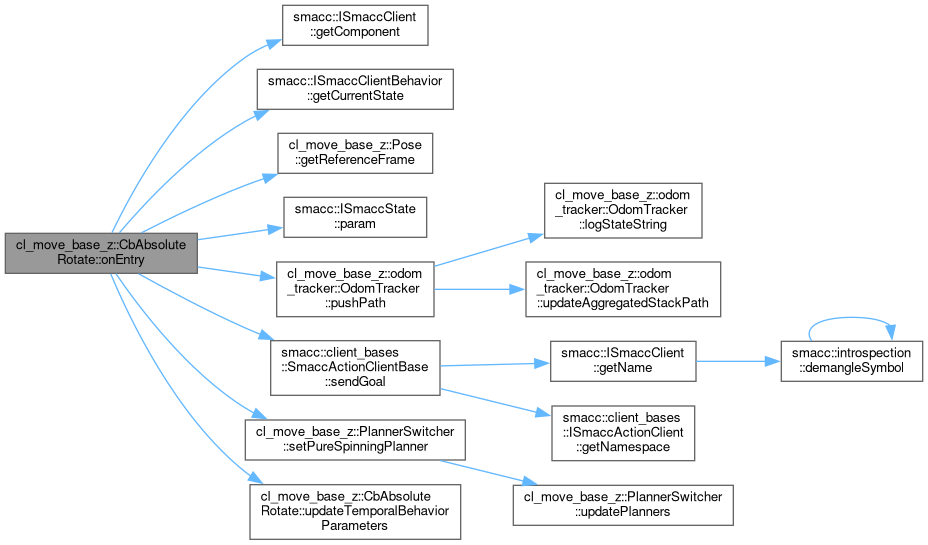 smacc::ISmaccClient
::getComponent
smacc::ISmaccClientBehavior
::getCurrentState
cl_move_base_z::Pose
::getReferenceFrame
smacc::ISmaccState
::param
cl_move_base_z::CbAbsolute
Rotate::onEntry
cl_move_base_z::odom
_tracker::OdomTracker
::pushPath
cl_move_base_z::odom
_tracker::OdomTracker
::logStateString
cl_move_base_z::odom
_tracker::OdomTracker
::updateAggregatedStackPath
smacc::client_bases
::SmaccActionClientBase
::sendGoal
smacc::ISmaccClient
::getName
smacc::introspection
::demangleSymbol
smacc::client_bases
::ISmaccActionClient
::getNamespace
cl_move_base_z::PlannerSwitcher
::setPureSpinningPlanner
cl_move_base_z::PlannerSwitcher
::updatePlanners
cl_move_base_z::CbAbsolute
Rotate::updateTemporalBehavior
Parameters